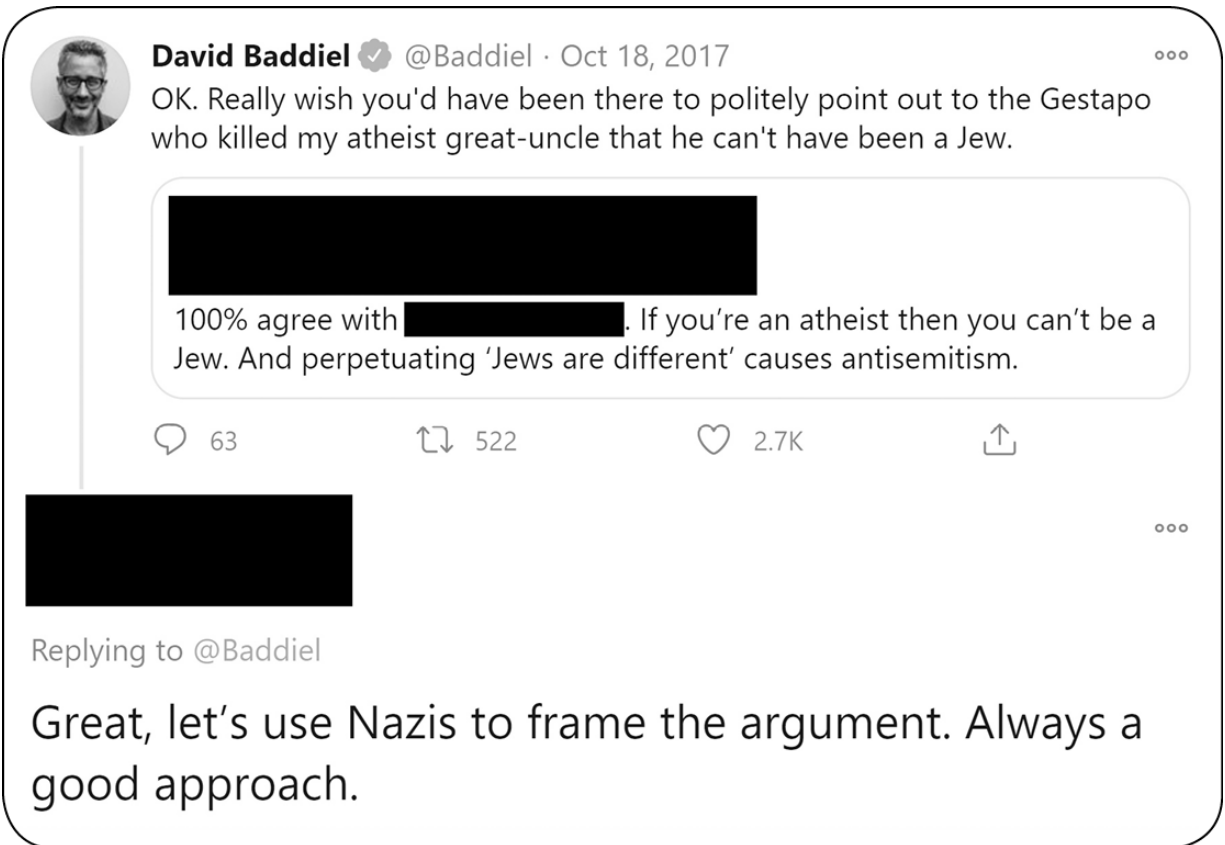 David Baddiel @Baddiel · Oct 18, 2017
OK. Really wish you'd have been there to politely point out to the Gestapo
who killed my atheist great-uncle that he can't have been a Jew.
100% agree with . If you’re an atheist then you can’t be a
Jew. And perpetuating ‘Jews are different’ causes antisemitism.
63 522 2.7K
Replying to @Baddiel
Great, let’s use Nazis to frame the argument. Always a
good approach.